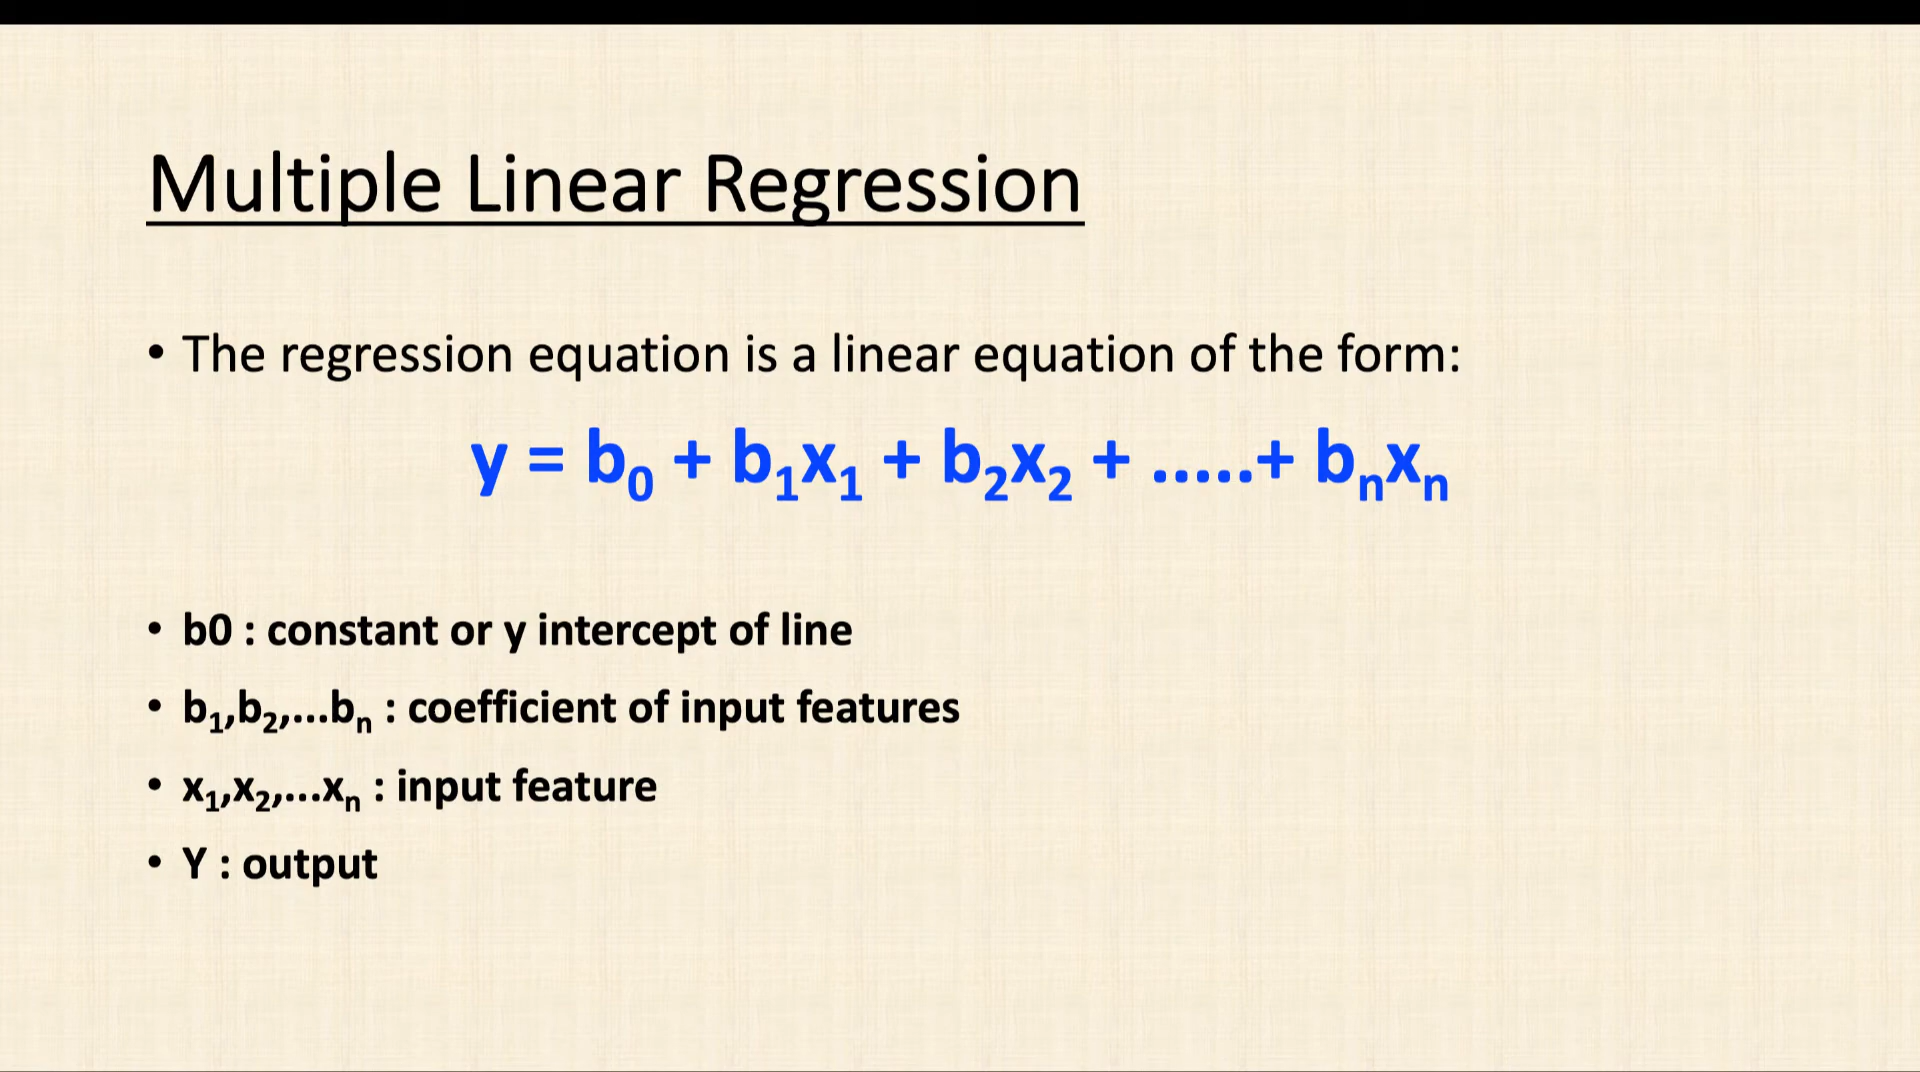 Multiple Linear Regression
• The regression equation is a linear equation of the form:
y = b₀ + b₁x₁ + b₂x₂ + .....+ bₙxₙ
• b0 : constant or y intercept of line
• b₁,b₂,...bₙ : coefficient of input features
• x₁,x₂,...xₙ : input feature
• Y : output